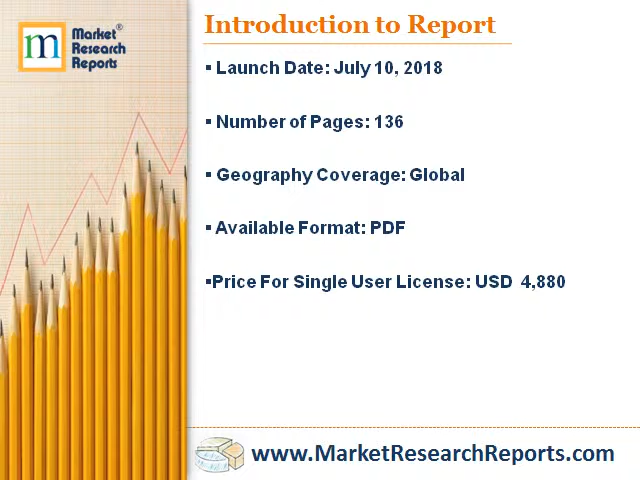 m
Market®
Research
Reports
Introduction to Report
▪ Launch Date: July 10, 2018
▪ Number of Pages: 136
▪ Geography Coverage: Global
▪ Available Format: PDF
▪Price For Single User License: USD 4,880
www.MarketResearchReports.com